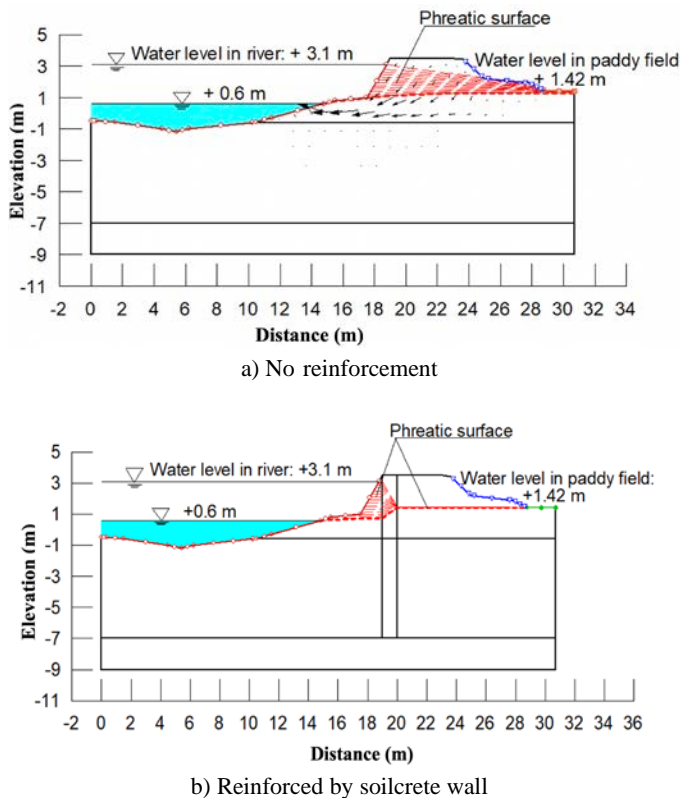 Phreatic surface
5
Water level in river: + 3.1 m
Water level in paddy field:
+ 1.42 m
3
+ 0.6 m
1
-1
-3
-5
-7
-9
-11
Elevation (m)
-2 0 2 4 6 8 10 12 14 16 18 20 22 24 26 28 30 32 34
Distance (m)
a) No reinforcement
Phreatic surface
5
Water level in river: +3.1 m
Water level in paddy field:
+1.42 m
3
+0.6 m
1
-1
-3
-5
-7
-9
-11
Elevation (m)
0 2 4 6 8 10 12 14 16 18 20 22 24 26 28 30 32 34 36
Distance (m)
b) Reinforced by soilcrete wall